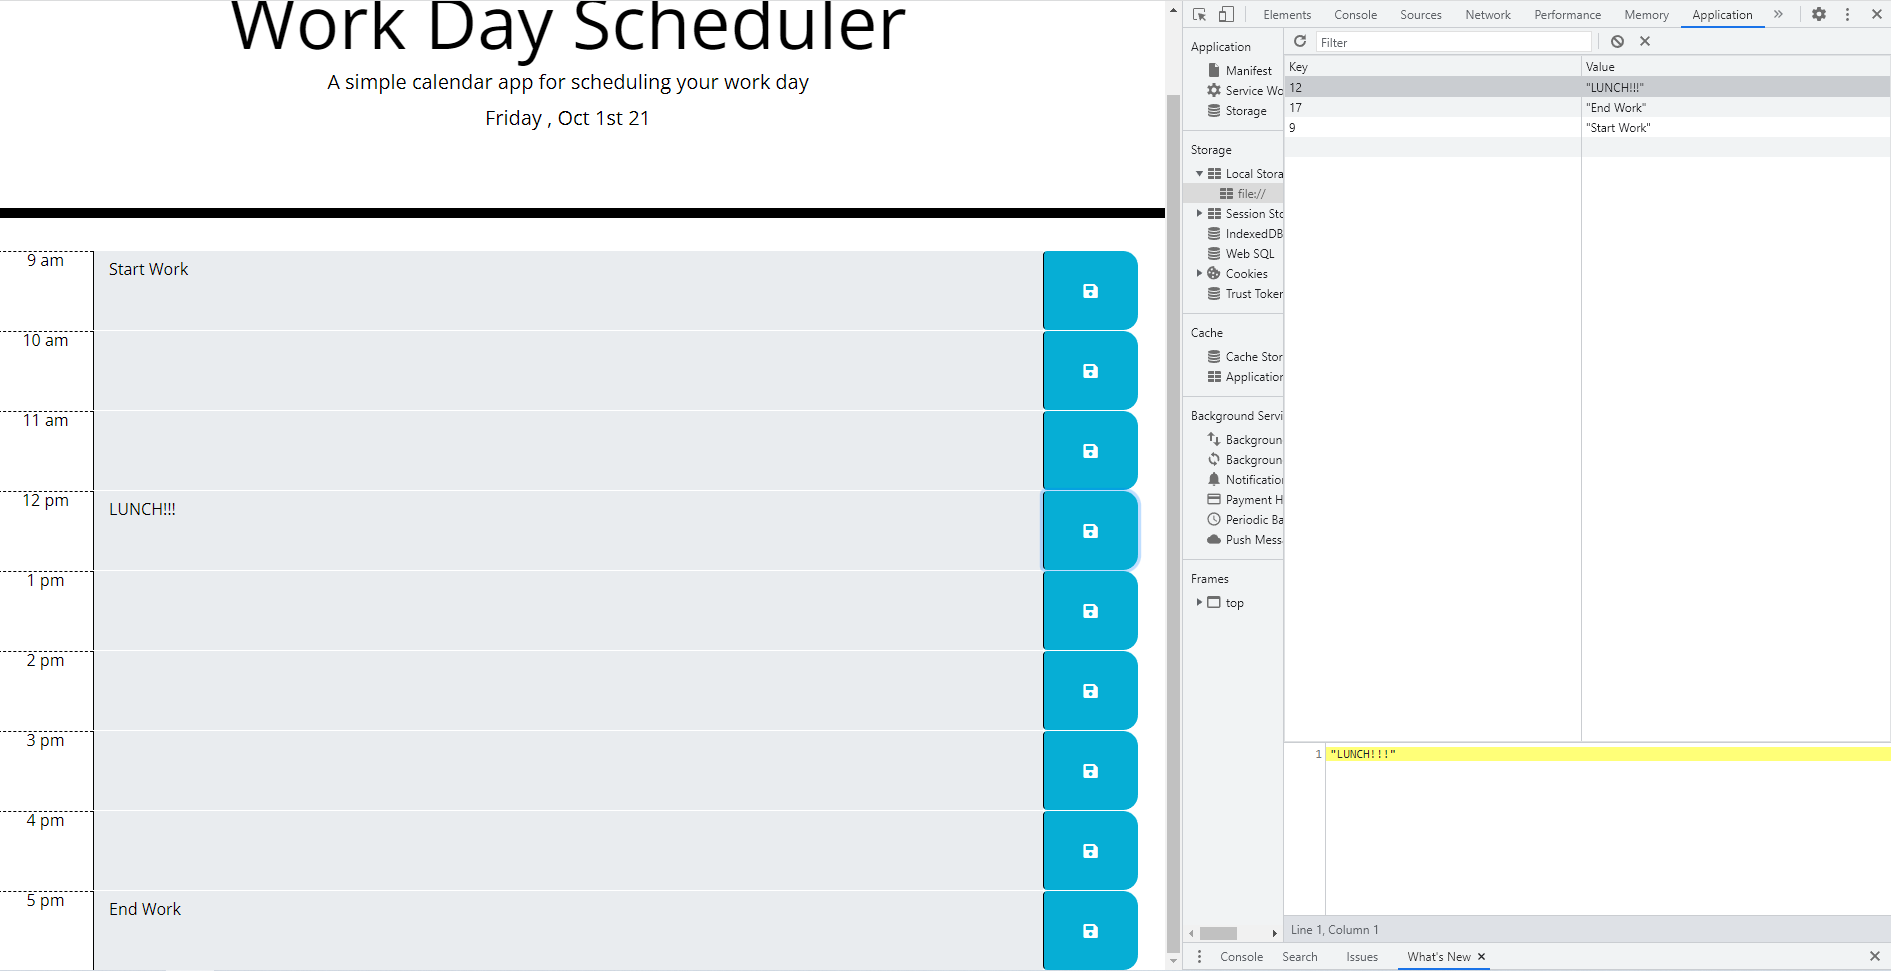 Work Day Scheduler
A simple calendar app for scheduling your work day
Friday , Oct 1st 21
9 am
Start Work
10 am
11 am
12 pm
LUNCH!!!
1 pm
2 pm
3 pm
4 pm
5 pm
End Work
Elements Console Sources Network Performance Memory Application »
Application
Manifest
Service Wo
Storage
Storage
Local Stora
file://
Session Sto
IndexedDB
Web SQL
Cookies
Trust Token
Cache
Cache Stor
Application
Background Servi
Backgroun
Backgroun
Notification
Payment H
Periodic Ba
Push Mess
Frames
top
Filter
Key Value
12 "LUNCH!!!"
17 "End Work"
9 "Start Work"
1 "LUNCH!!!"
Line 1, Column 1
Console Search Issues What's New